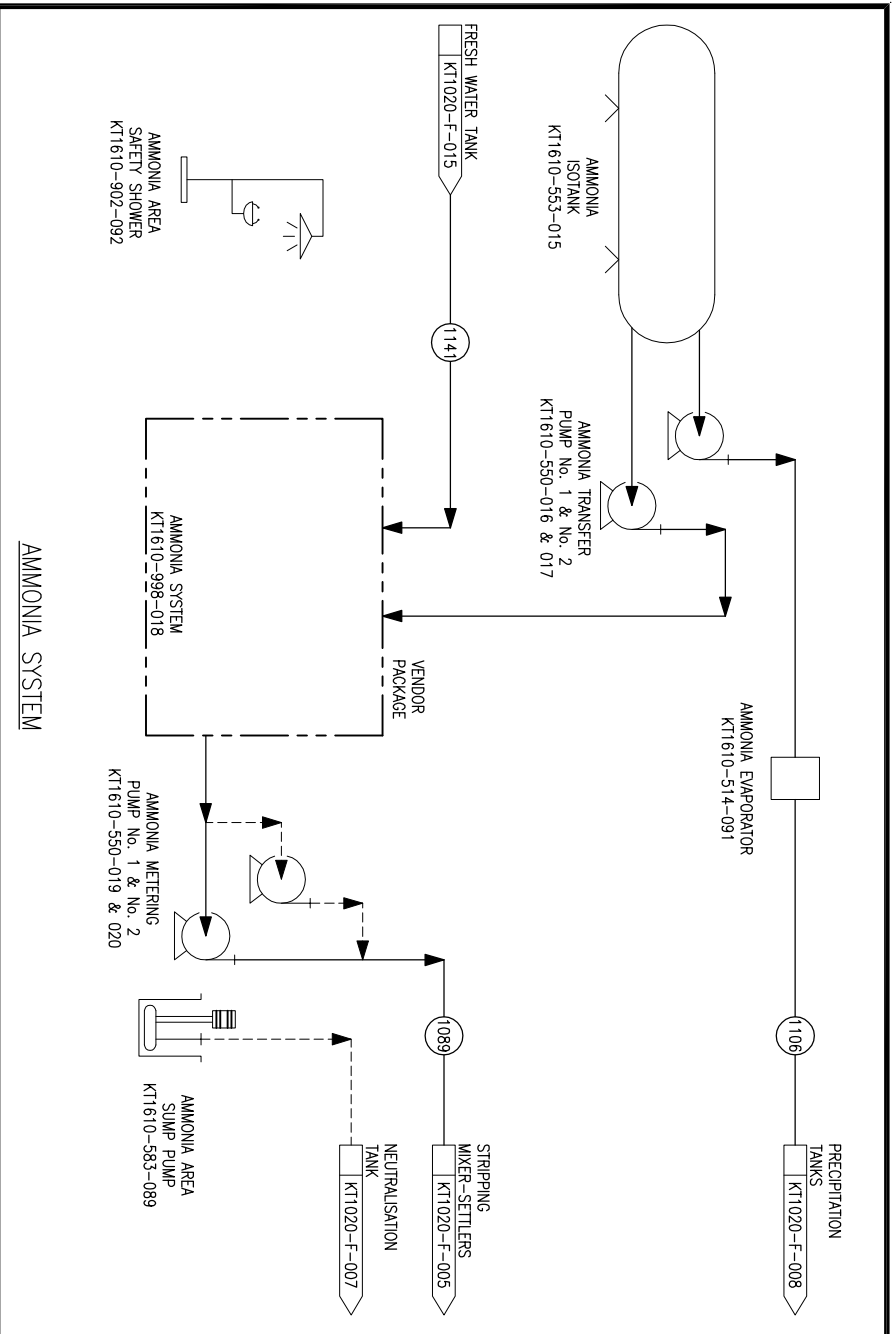 AMMONIA
ISOTANK
KT1610-553-015
AMMONIA TRANSFER
PUMP No. 1 & No. 2
KT1610-550-016 & 017
AMMONIA EVAPORATOR
KT1610-514-091
1106
PRECIPITATION
TANKS
KT1020-F-008
FRESH WATER TANK
KT1020-F-015
1141
VENDOR
PACKAGE
AMMONIA SYSTEM
KT1610-998-018
1089
STRIPPING
MIXER-SETTLERS
KT1020-F-005
NEUTRALISATION
TANK
KT1020-F-007
AMMONIA AREA
SAFETY SHOWER
KT1610-902-092
AMMONIA METERING
PUMP No. 1 & No. 2
KT1610-550-019 & 020
AMMONIA AREA
SUMP PUMP
KT1610-583-089
AMMONIA SYSTEM